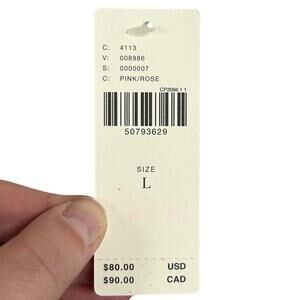 C: 4113
V: 008986
S: 0000007
C: PINK/ROSE
CP2066 1 1
50793629
SIZE
L
$80.00 USD
$90.00 CAD